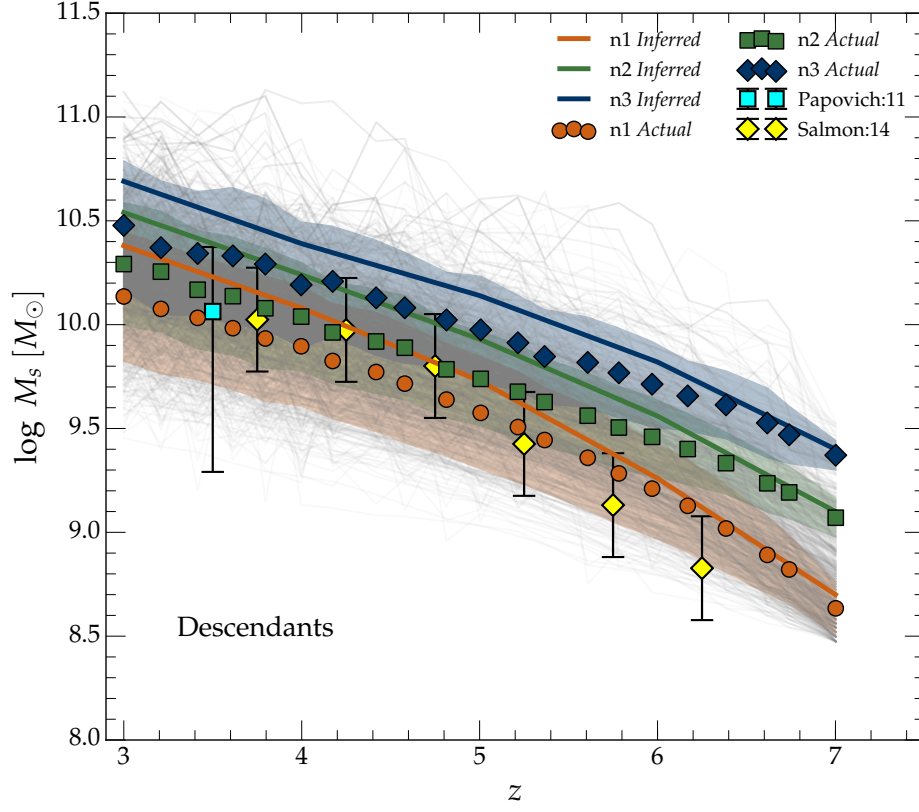 11.5
11.0
10.5
10.0
9.5
9.0
8.5
8.0
log M_s [M_⊙]
n1 Inferred
n2 Inferred
n3 Inferred
n1 Actual
n2 Actual
n3 Actual
Papovich:11
Salmon:14
Descendants
3 4 5 6 7
z